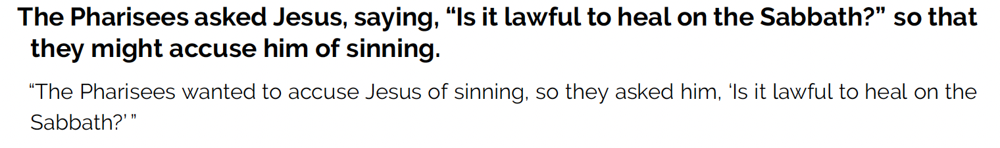 The Pharisees asked Jesus, saying, “Is it lawful to heal on the Sabbath?” so that
they might accuse him of sinning.
“The Pharisees wanted to accuse Jesus of sinning, so they asked him, ‘Is it lawful to heal on the
Sabbath?’ ”